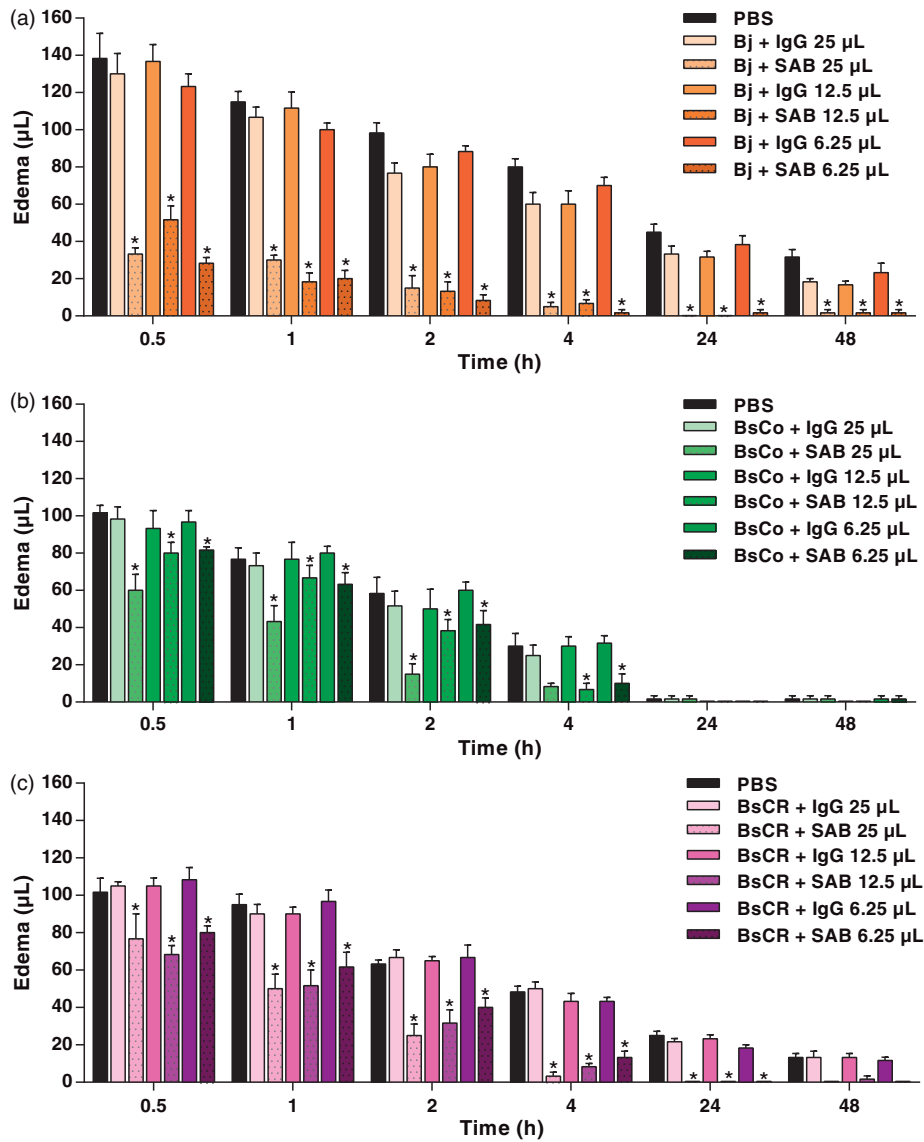 (a)
160
140
120
100
80
60
40
20
0
Edema (µL)
PBS
Bj + IgG 25 µL
Bj + SAB 25 µL
Bj + IgG 12.5 µL
Bj + SAB 12.5 µL
Bj + IgG 6.25 µL
Bj + SAB 6.25 µL
* * *
* * *
* * *
* * *
* * *
* * *
0.5 1 2 4 24 48
Time (h)
(b)
160
140
120
100
80
60
40
20
0
Edema (µL)
PBS
BsCo + IgG 25 µL
BsCo + SAB 25 µL
BsCo + IgG 12.5 µL
BsCo + SAB 12.5 µL
BsCo + IgG 6.25 µL
BsCo + SAB 6.25 µL
* * *
* * *
* * *
* *
0.5 1 2 4 24 48
Time (h)
(c)
160
140
120
100
80
60
40
20
0
Edema (µL)
PBS
BsCR + IgG 25 µL
BsCR + SAB 25 µL
BsCR + IgG 12.5 µL
BsCR + SAB 12.5 µL
BsCR + IgG 6.25 µL
BsCR + SAB 6.25 µL
* * *
* * *
* * *
* * *
* * *
0.5 1 2 4 24 48
Time (h)